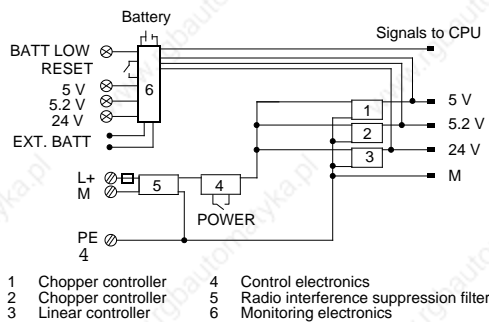 Battery
Signals to CPU
BATT LOW
RESET
5 V
5.2 V
24 V
EXT. BATT
6
1
2
3
5 V
5.2 V
24 V
M
L+
M
5
4
POWER
PE
4
1 Chopper controller
2 Chopper controller
3 Linear controller
4 Control electronics
5 Radio interference suppression filter
6 Monitoring electronics